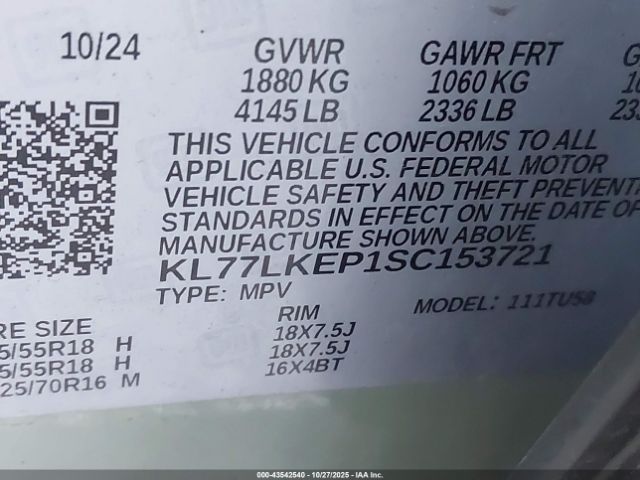 10/24 GVWR GAWR FRT
1880 KG 1060 KG
4145 LB 2336 LB
THIS VEHICLE CONFORMS TO ALL
APPLICABLE U.S. FEDERAL MOTOR
VEHICLE SAFETY AND THEFT PREVENTI
STANDARDS IN EFFECT ON THE DATE OF
MANUFACTURE SHOWN ABOVE.
KL77LKEP1SC153721
TYPE: MPV MODEL: 111TU58
RE SIZE RIM
5/55R18 H 18X7.5J
5/55R18 H 18X7.5J
25/70R16 M 16X4BT
000-43542540 - 10/27/2025 - IAA Inc.